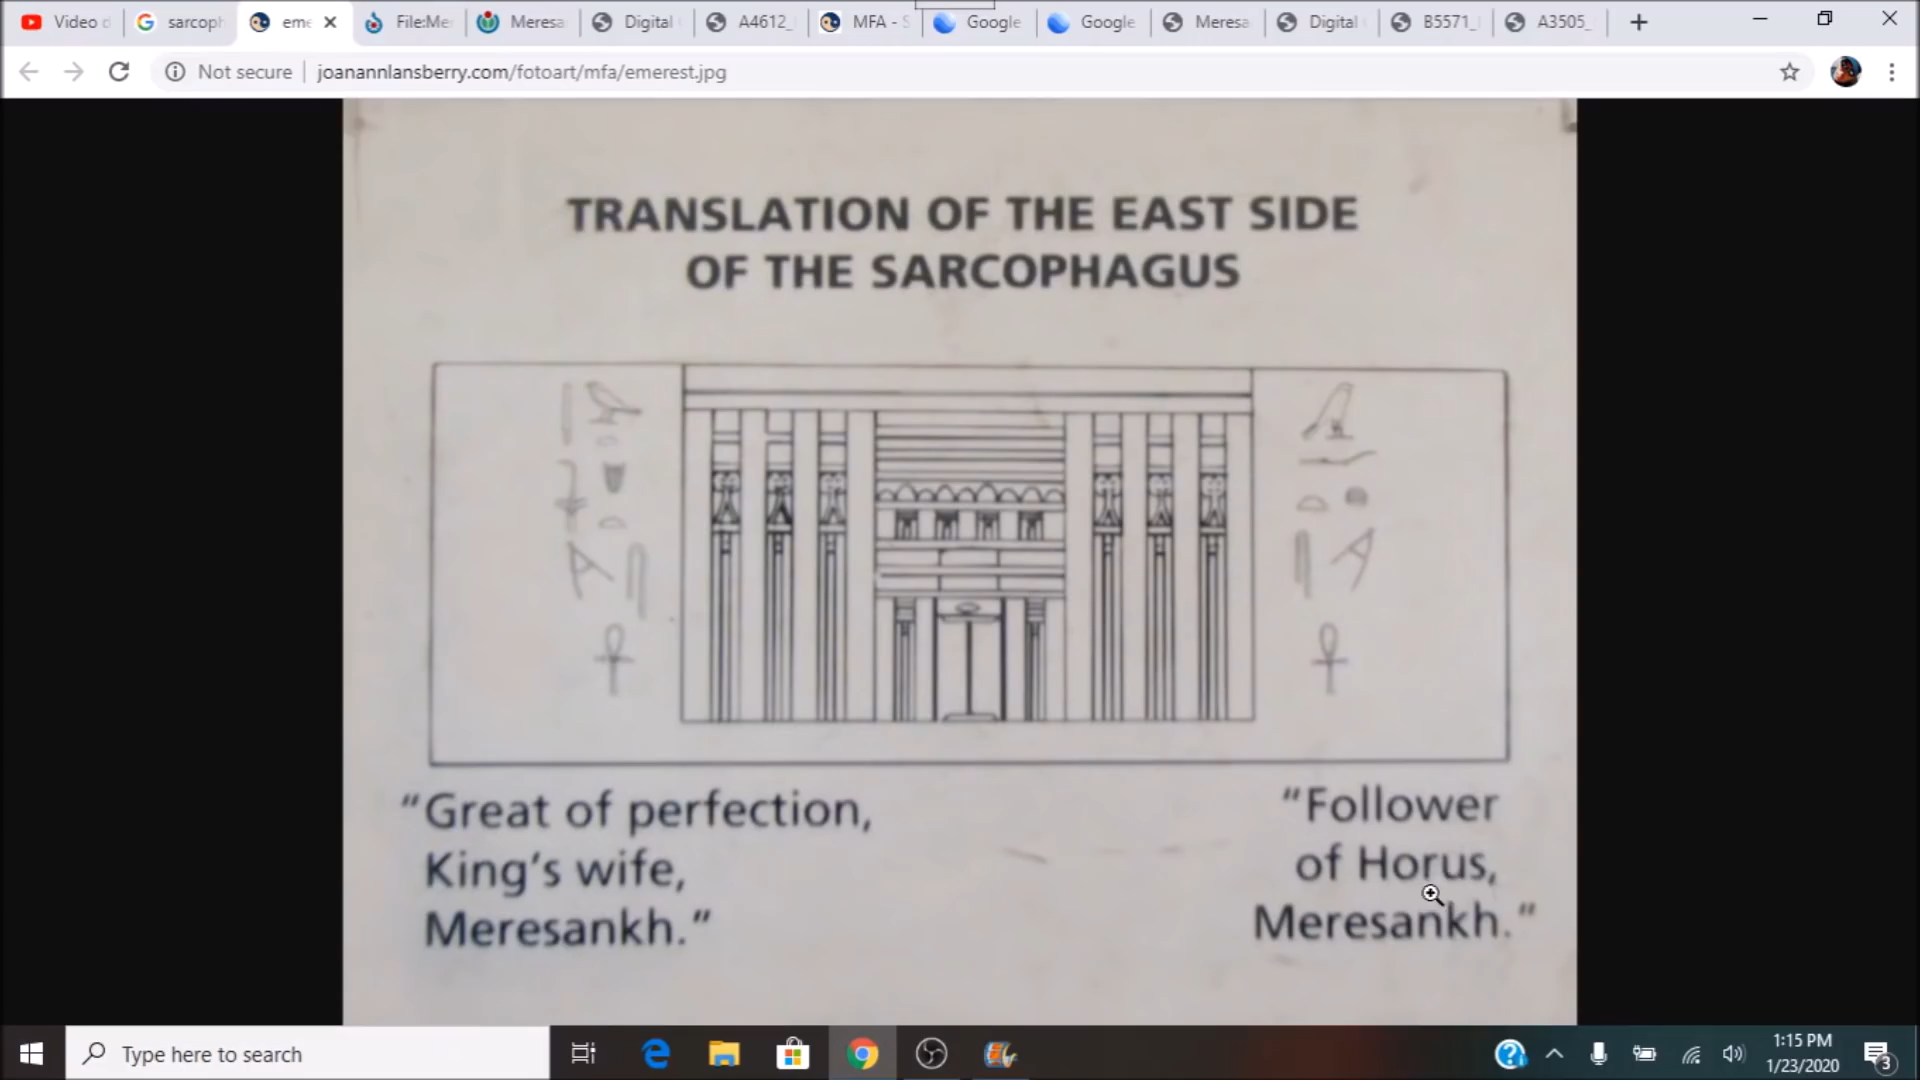 Video d
sarcoph
eme
File:Me
Meresa
Digital
A4612_
MFA - S
Google
Google
Meresa
Digital
B5571_
A3505_
Not secure
joanannlansberry.com/fotoart/mfa/emerest.jpg
TRANSLATION OF THE EAST SIDE
OF THE SARCOPHAGUS
"Great of perfection,
King's wife,
Meresankh."
"Follower
of Horus,
Meresankh."
Type here to search
1:15 PM
1/23/2020
3